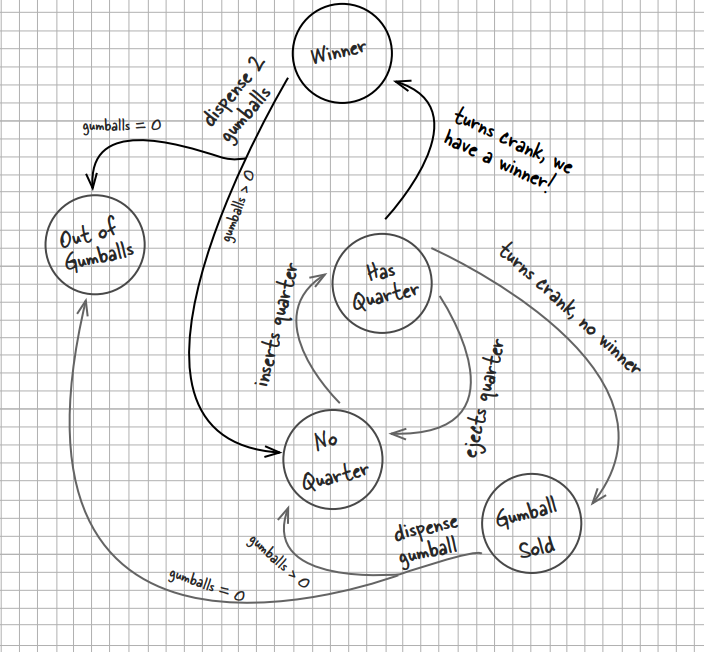 Winner
dispense 2
gumballs
gumballs = 0
turns crank, we
have a winner!
gumballs > 0
Out of
Gumballs
Has
Quarter
turns crank, no winner
inserts quarter
ejects quarter
No
Quarter
Gumball
Sold
dispense
gumball
gumballs > 0
gumballs = 0